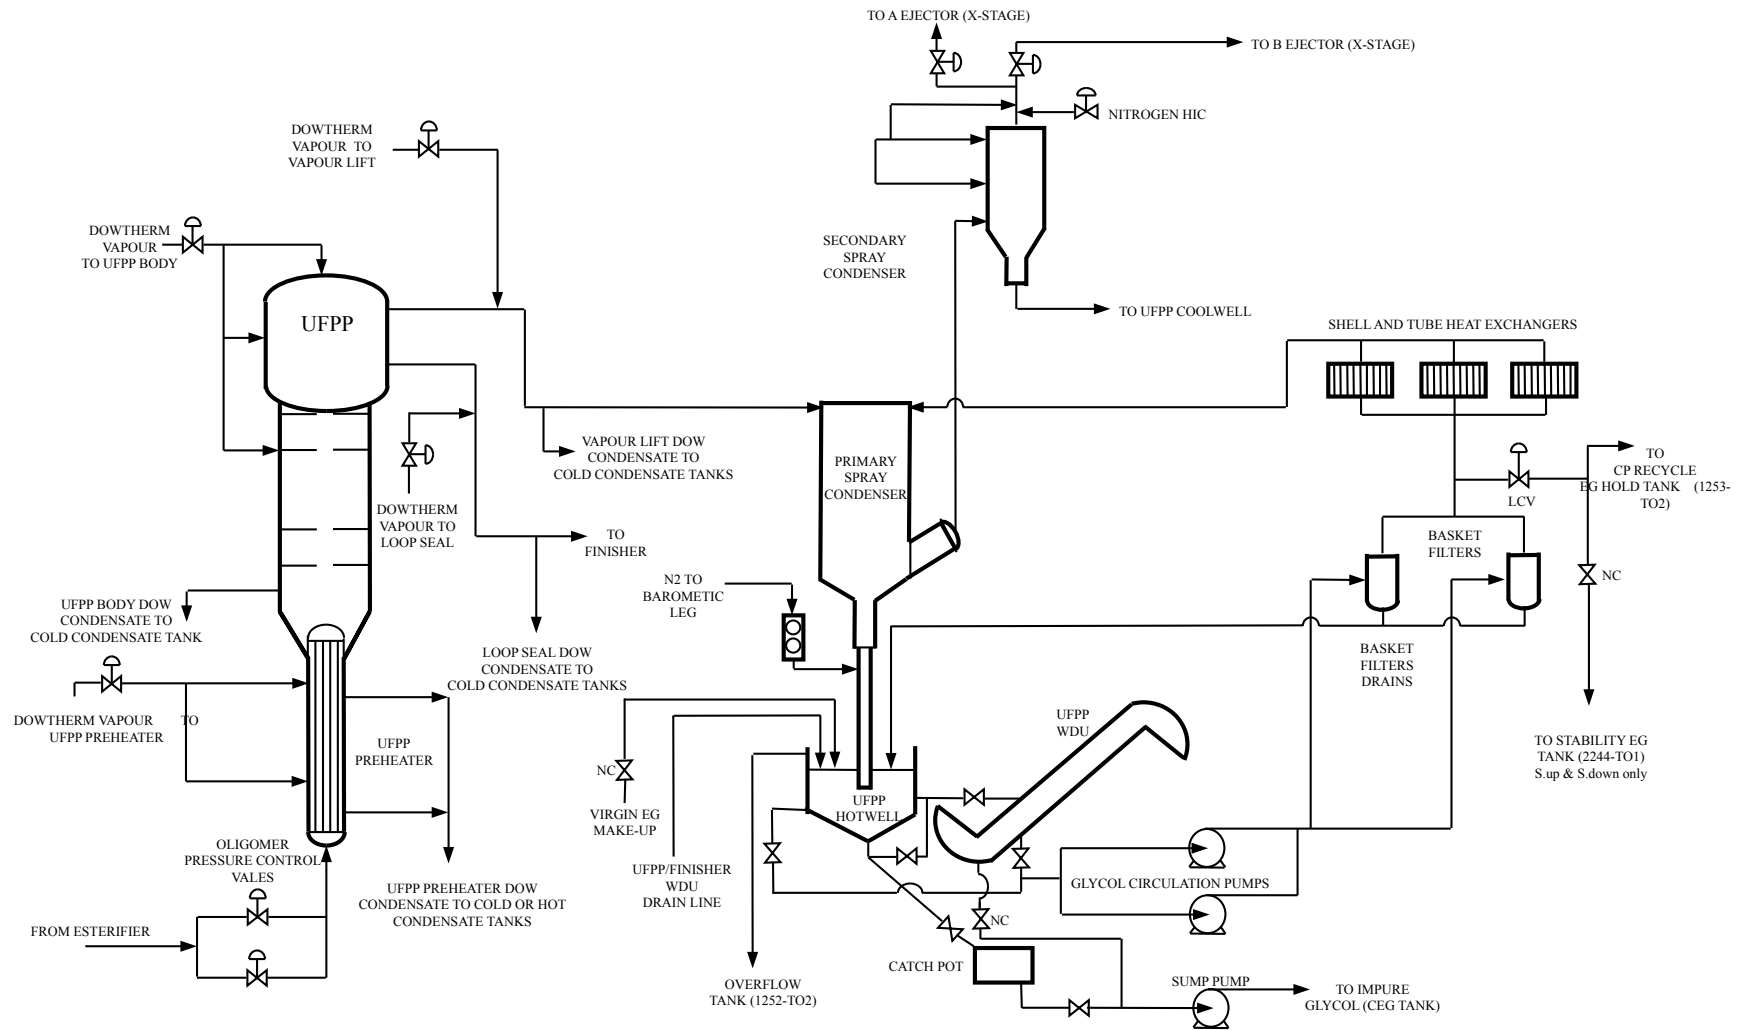 TO A EJECTOR (X-STAGE)
TO B EJECTOR (X-STAGE)
NITROGEN HIC
DOWTHERM
VAPOUR TO
VAPOUR LIFT
DOWTHERM
VAPOUR
TO UFPP BODY
SECONDARY
SPRAY
CONDENSER
TO UFPP COOLWELL
UFPP
SHELL AND TUBE HEAT EXCHANGERS
VAPOUR LIFT DOW
CONDENSATE TO
COLD CONDENSATE TANKS
PRIMARY
SPRAY
CONDENSER
TO
CP RECYCLE
EG HOLD TANK (1253-
TO2)
LCV
DOWTHERM
VAPOUR TO
LOOP SEAL
TO
FINISHER
BASKET
FILTERS
N2 TO
BAROMETIC
LEG
NC
UFPP BODY DOW
CONDENSATE TO
COLD CONDENSATE TANK
LOOP SEAL DOW
CONDENSATE TO
COLD CONDENSATE TANKS
BASKET
FILTERS
DRAINS
DOWTHERM VAPOUR TO
UFPP PREHEATER
UFPP
PREHEATER
UFPP
WDU
TO STABILITY EG
TANK (2244-TO1)
S.up & S.down only
NC
VIRGIN EG
MAKE-UP
UFPP
HOTWELL
OLIGOMER
PRESSURE CONTROL
VALES
UFPP/FINISHER
WDU
DRAIN LINE
UFPP PREHEATER DOW
CONDENSATE TO COLD OR HOT
CONDENSATE TANKS
GLYCOL CIRCULATION PUMPS
NC
FROM ESTERIFIER
CATCH POT
OVERFLOW
TANK (1252-TO2)
SUMP PUMP
TO IMPURE
GLYCOL (CEG TANK)